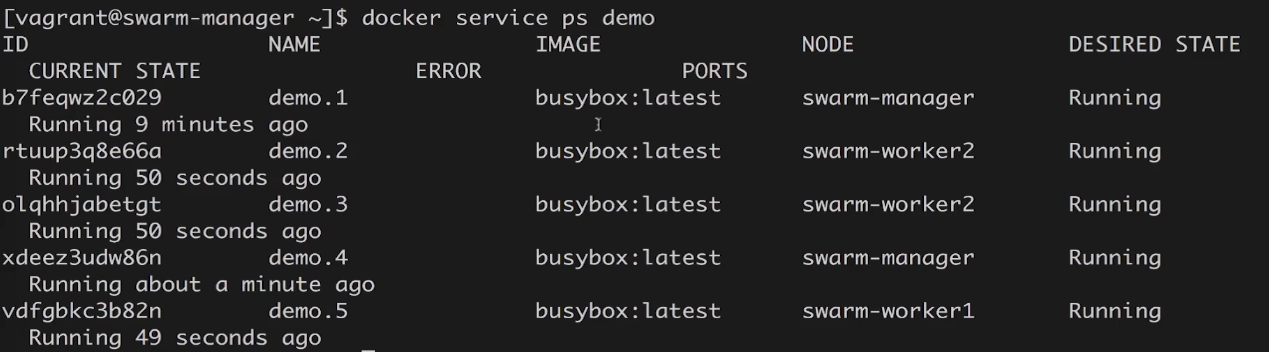 [vagrant@swarm-manager ~]$ docker service ps demo
ID NAME IMAGE NODE DESIRED STATE
CURRENT STATE ERROR PORTS
b7feqwz2c029 demo.1 busybox:latest swarm-manager Running
Running 9 minutes ago
rtuup3q8e66a demo.2 busybox:latest swarm-worker2 Running
Running 50 seconds ago
olqhhjabetgt demo.3 busybox:latest swarm-worker2 Running
Running 50 seconds ago
xdeez3udw86n demo.4 busybox:latest swarm-manager Running
Running about a minute ago
vdfgbkc3b82n demo.5 busybox:latest swarm-worker1 Running
Running 49 seconds ago